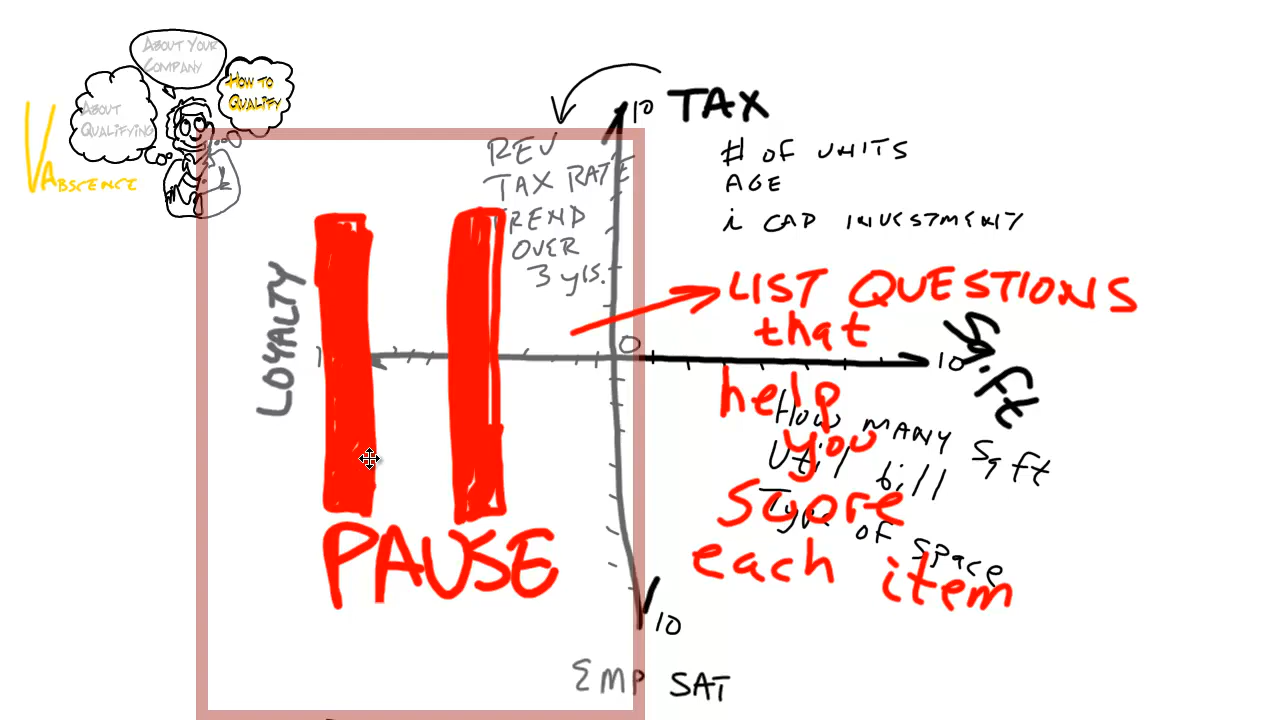 ABOUT YOUR
COMPANY
HOW TO
QUALIFY
ABOUT
QUALIFYING
VABSCENCE
10
TAX
REV
TAX RATE
TREND
OVER
3 yrs.
# OF UNITS
AGE
i CAP INVESTMENT
LIST QUESTIONS
that
help
you
score
each item
LOYALTY
1
0
10
Sq.ft
How MANY Sq ft
Util bill
Type of space
PAUSE
10
EMP SAT